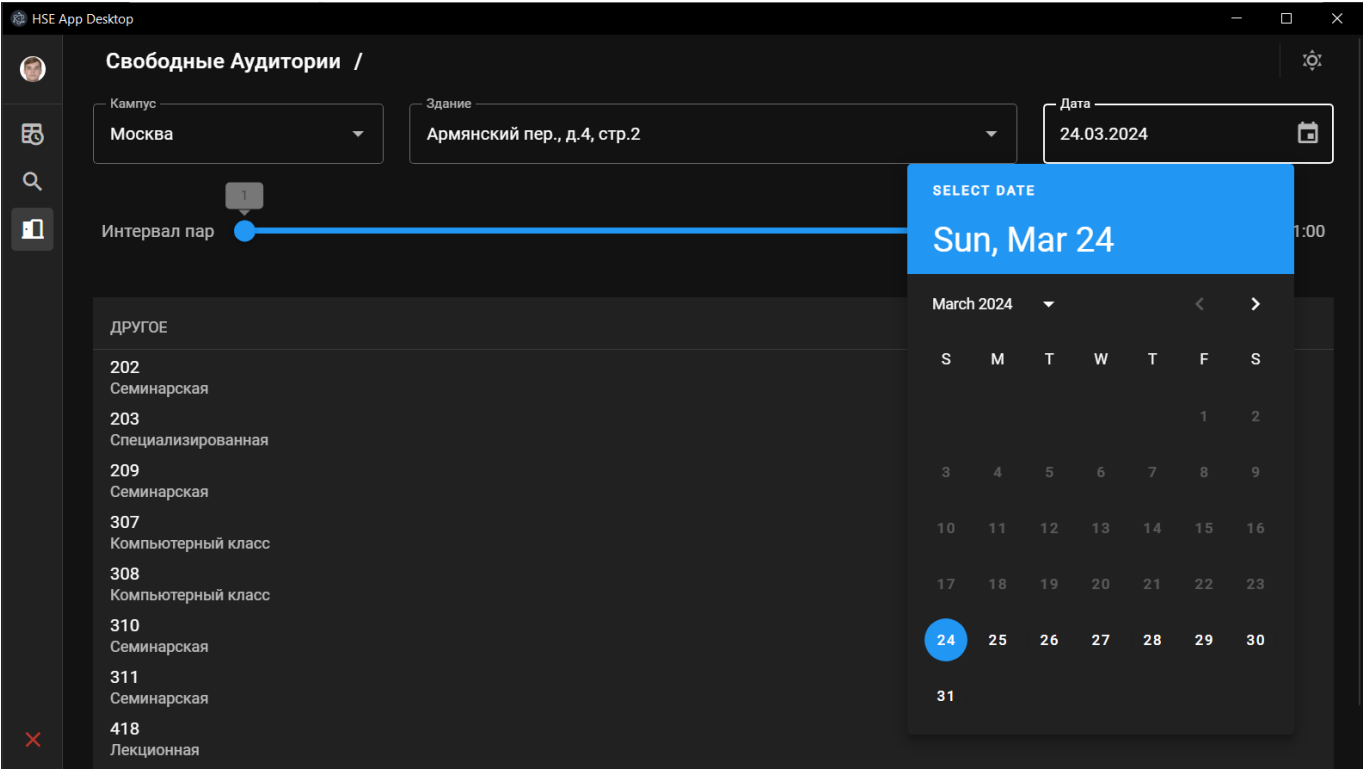 HSE App Desktop
Свободные Аудитории /
Кампус
Москва
Здание
Армянский пер., д.4, стр.2
Дата
24.03.2024
1
Интервал пар
1:00
SELECT DATE
Sun, Mar 24
March 2024
S M T W T F S
1 2
3 4 5 6 7 8 9
10 11 12 13 14 15 16
17 18 19 20 21 22 23
24 25 26 27 28 29 30
31
ДРУГОЕ
202
Семинарская
203
Специализированная
209
Семинарская
307
Компьютерный класс
308
Компьютерный класс
310
Семинарская
311
Семинарская
418
Лекционная